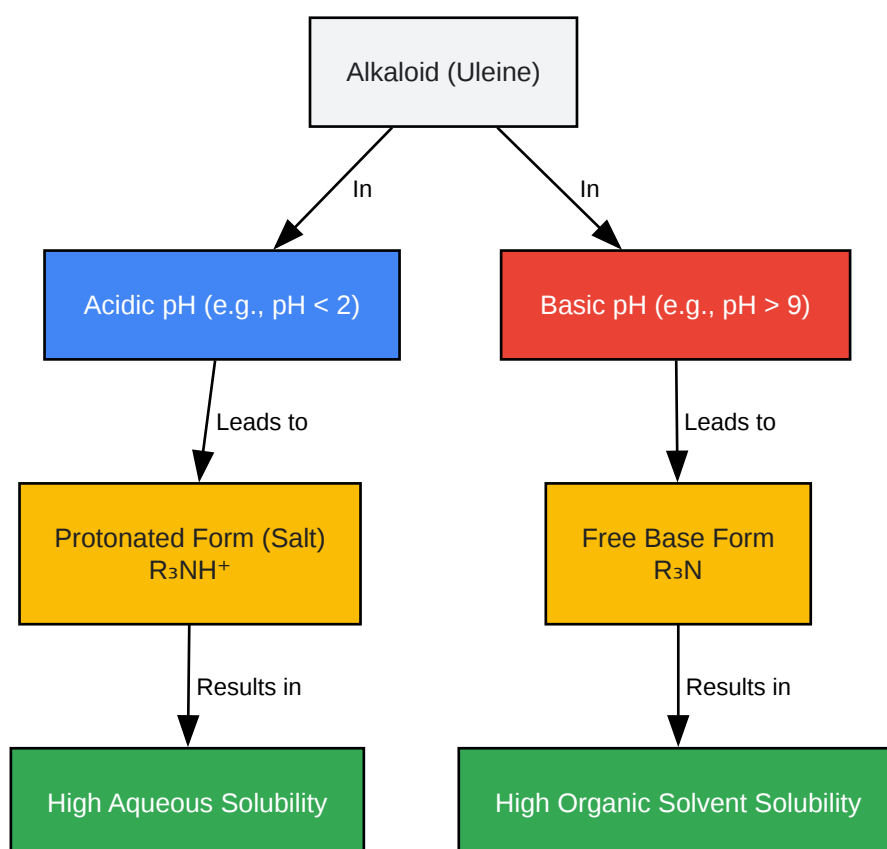 Alkaloid (Uleine)
In
In
Acidic pH (e.g., pH < 2)
Basic pH (e.g., pH > 9)
Leads to
Leads to
Protonated Form (Salt)
R₃NH⁺
Free Base Form
R₃N
Results in
Results in
High Aqueous Solubility
High Organic Solvent Solubility